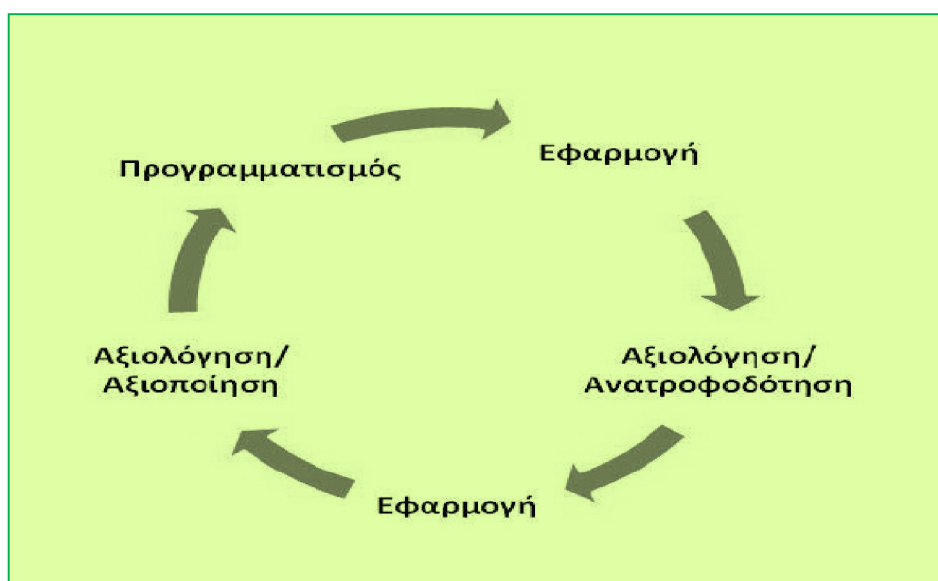 Προγραμματισμός
Εφαρμογή
Αξιολόγηση/
Ανατροφοδότηση
Εφαρμογή
Αξιολόγηση/
Αξιοποίηση